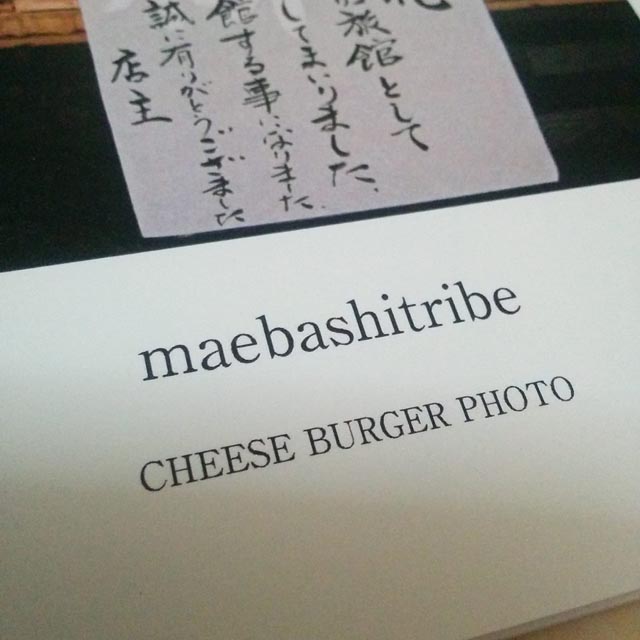 旅館として
してまいりました、
館する事になりました。
誠に有りがとうございました
店主
maebashitribe
CHEESE BURGER PHOTO